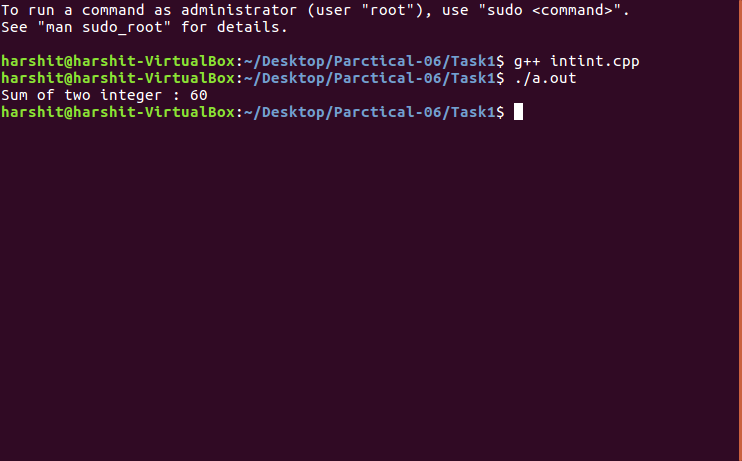 To run a command as administrator (user "root"), use "sudo <command>".
See "man sudo_root" for details.
harshit@harshit-VirtualBox:~/Desktop/Parctical-06/Task1$ g++ intint.cpp
harshit@harshit-VirtualBox:~/Desktop/Parctical-06/Task1$ ./a.out
Sum of two integer : 60
harshit@harshit-VirtualBox:~/Desktop/Parctical-06/Task1$